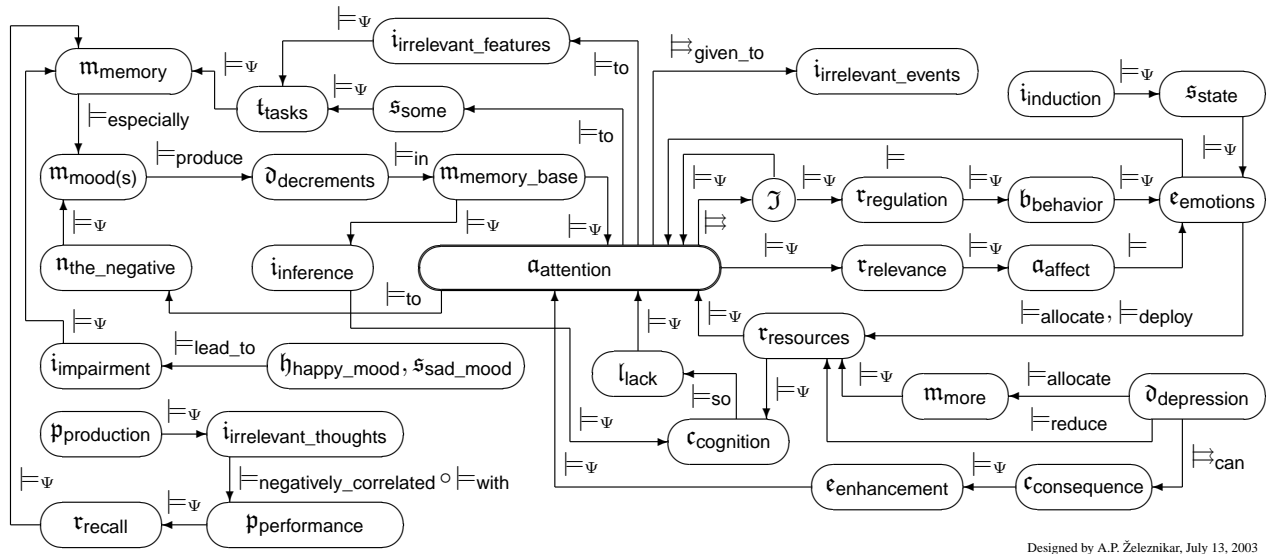 ⊨Ψ
𝔦irrelevant_features
⊨to
⊨given_to
𝔦irrelevant_events
𝔪memory
⊨Ψ
𝔱tasks
⊨Ψ
𝔰some
⊨to
𝔦induction
⊨Ψ
𝔰state
⊨especially
⊨Ψ
𝔪mood(s)
⊨produce
𝔡decrements
⊨in
𝔪memory_base
⊨Ψ
ℑ
⊨Ψ
⊨
𝔯regulation
⊨Ψ
𝔟behavior
⊨Ψ
𝔢emotions
⊨Ψ
⊨Ψ
⊨Ψ
𝔫the_negative
𝔦inference
𝔞attention
⊨Ψ
𝔯relevance
⊨Ψ
𝔞affect
⊨
⊨to
⊨allocate, ⊨deploy
⊨Ψ
⊨Ψ
⊨Ψ
𝔯resources
𝔦impairment
⊨lead_to
𝔥happy_mood, 𝔰sad_mood
𝔩lack
⊨so
⊨Ψ
⊨Ψ
𝔪more
⊨allocate
𝔡depression
⊨reduce
𝔭production
⊨Ψ
𝔦irrelevant_thoughts
⊨Ψ
𝔠cognition
⊨can
⊨Ψ
⊨negatively_correlated ○ ⊨with
⊨Ψ
𝔢enhancement
⊨Ψ
𝔠consequence
𝔯recall
⊨Ψ
𝔭performance
Designed by A.P. Železnikar, July 13, 2003